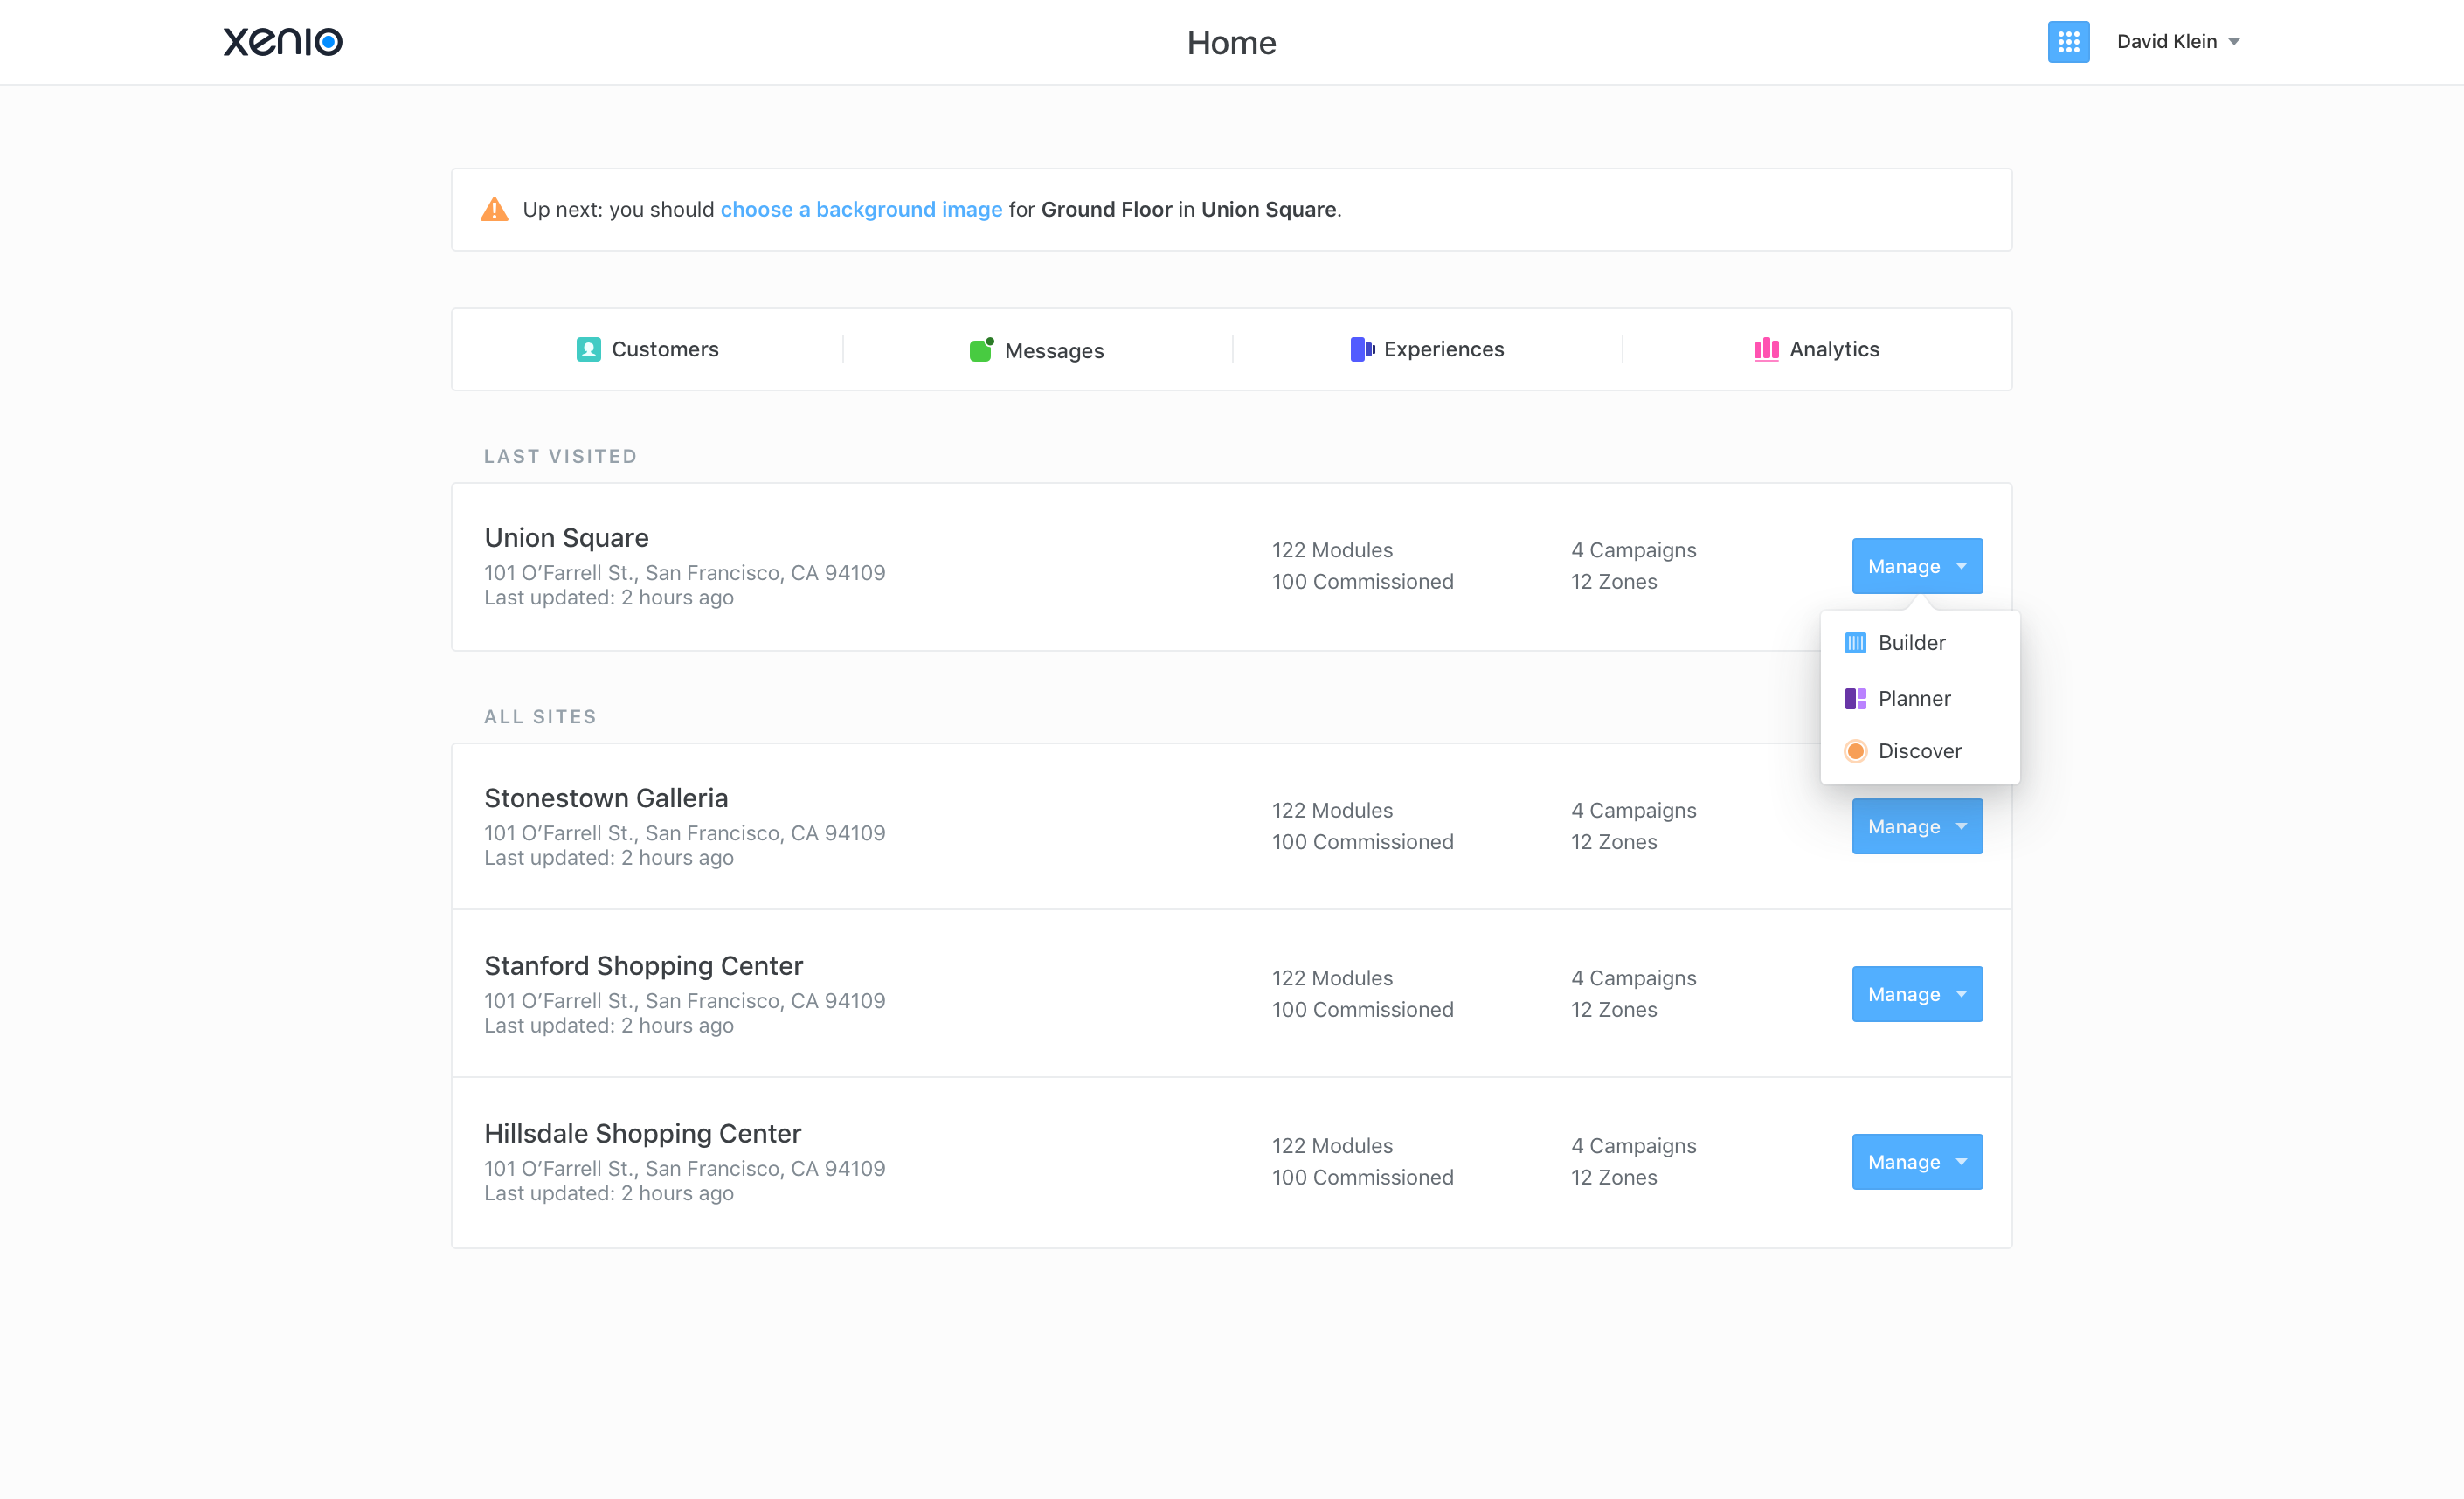 xenio
Home
David Klein
Up next: you should choose a background image for Ground Floor in Union Square.
Customers
Messages
Experiences
Analytics
LAST VISITED
Union Square
101 O’Farrell St., San Francisco, CA 94109
Last updated: 2 hours ago
122 Modules
100 Commissioned
4 Campaigns
12 Zones
Manage
Builder
Planner
Discover
ALL SITES
Stonestown Galleria
101 O’Farrell St., San Francisco, CA 94109
Last updated: 2 hours ago
122 Modules
100 Commissioned
4 Campaigns
12 Zones
Manage
Stanford Shopping Center
101 O’Farrell St., San Francisco, CA 94109
Last updated: 2 hours ago
122 Modules
100 Commissioned
4 Campaigns
12 Zones
Manage
Hillsdale Shopping Center
101 O’Farrell St., San Francisco, CA 94109
Last updated: 2 hours ago
122 Modules
100 Commissioned
4 Campaigns
12 Zones
Manage